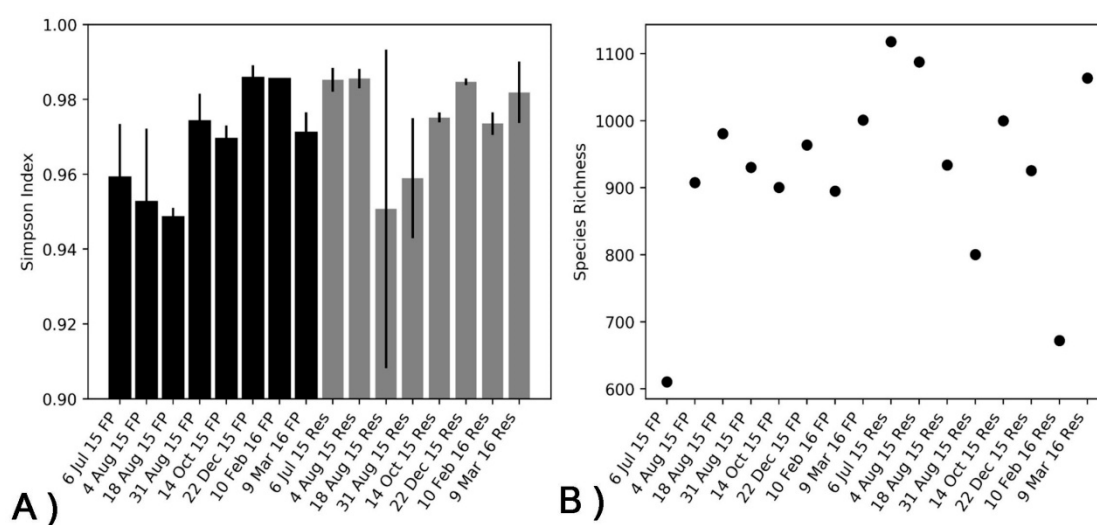 1.00
0.98
0.96
0.94
0.92
0.90
Simpson Index
6 Jul 15 FP
4 Aug 15 FP
18 Aug 15 FP
31 Aug 15 FP
14 Oct 15 FP
22 Dec 15 FP
10 Feb 16 FP
9 Mar 16 FP
6 Jul 15 Res
4 Aug 15 Res
18 Aug 15 Res
31 Aug 15 Res
14 Oct 15 Res
22 Dec 15 Res
10 Feb 16 Res
9 Mar 16 Res
A )
1100
1000
900
800
700
600
Species Richness
6 Jul 15 FP
4 Aug 15 FP
18 Aug 15 FP
31 Aug 15 FP
14 Oct 15 FP
22 Dec 15 FP
10 Feb 16 FP
9 Mar 16 FP
6 Jul 15 Res
4 Aug 15 Res
18 Aug 15 Res
31 Aug 15 Res
14 Oct 15 Res
22 Dec 15 Res
10 Feb 16 Res
9 Mar 16 Res
B )